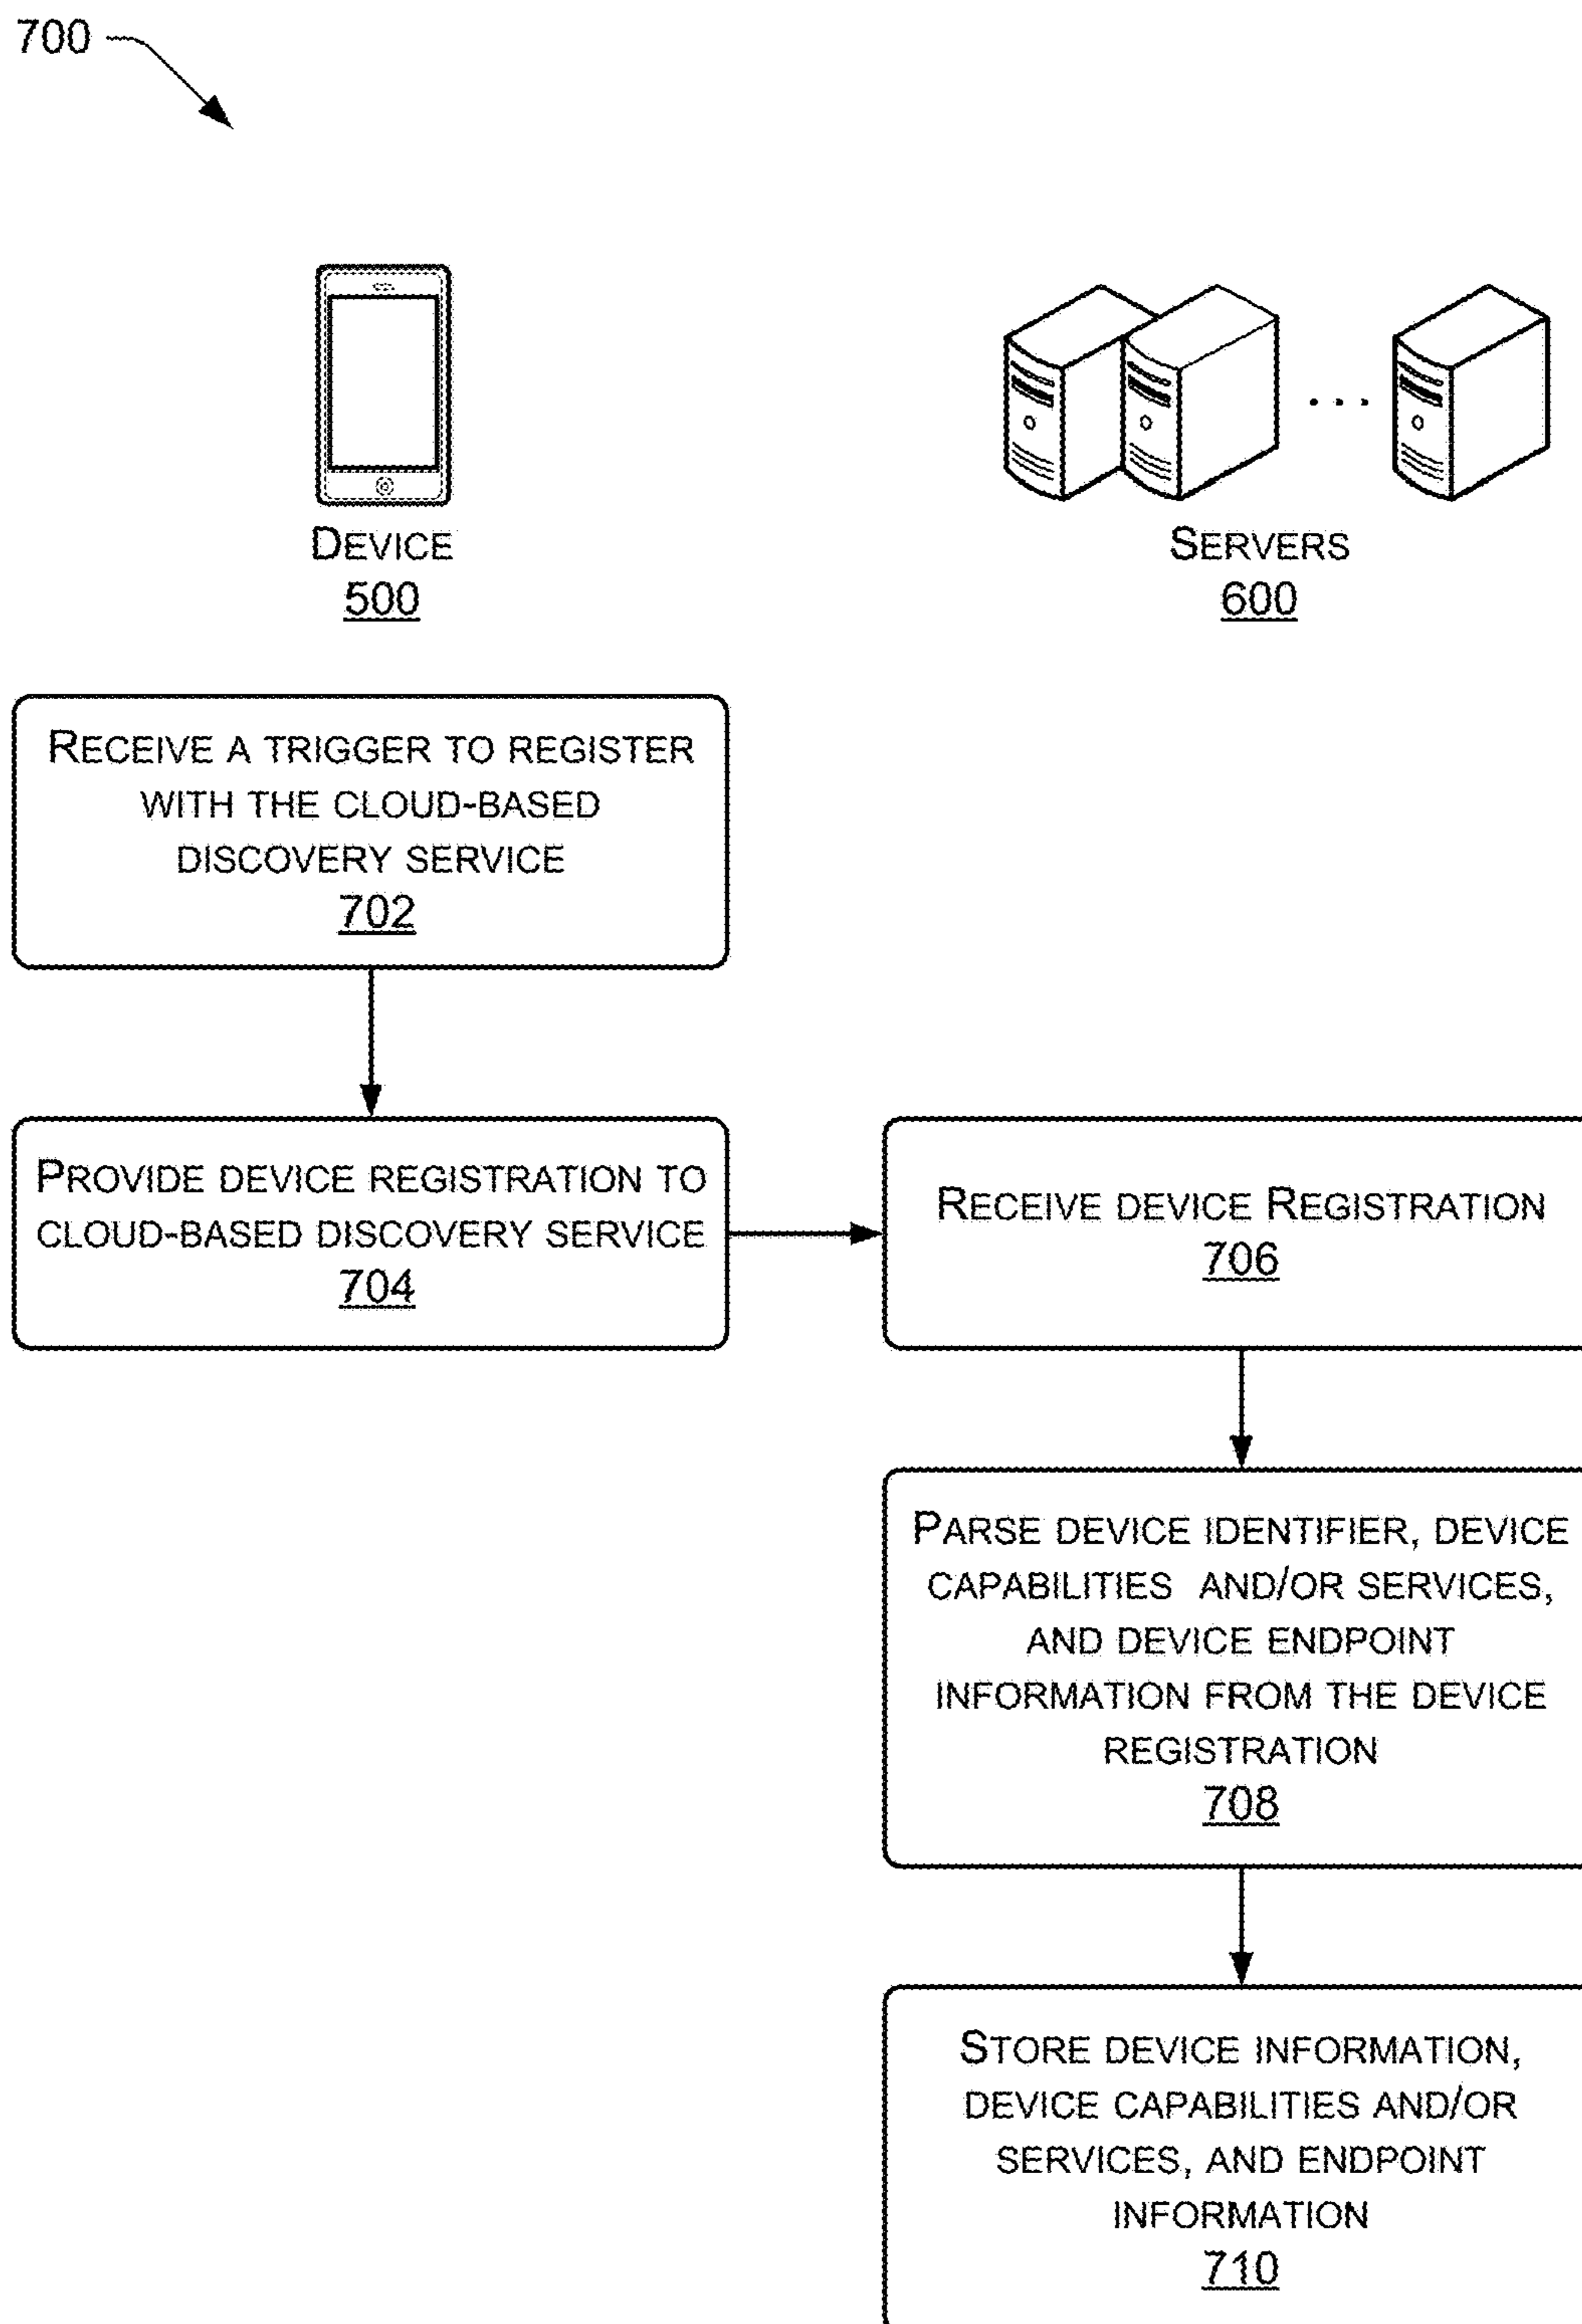 700
DEVICE
500
SERVERS
600
RECEIVE A TRIGGER TO REGISTER
WITH THE CLOUD-BASED
DISCOVERY SERVICE
702
PROVIDE DEVICE REGISTRATION TO
CLOUD-BASED DISCOVERY SERVICE
704
RECEIVE DEVICE REGISTRATION
706
PARSE DEVICE IDENTIFIER, DEVICE
CAPABILITIES AND/OR SERVICES,
AND DEVICE ENDPOINT
INFORMATION FROM THE DEVICE
REGISTRATION
708
STORE DEVICE INFORMATION,
DEVICE CAPABILITIES AND/OR
SERVICES, AND ENDPOINT
INFORMATION
710